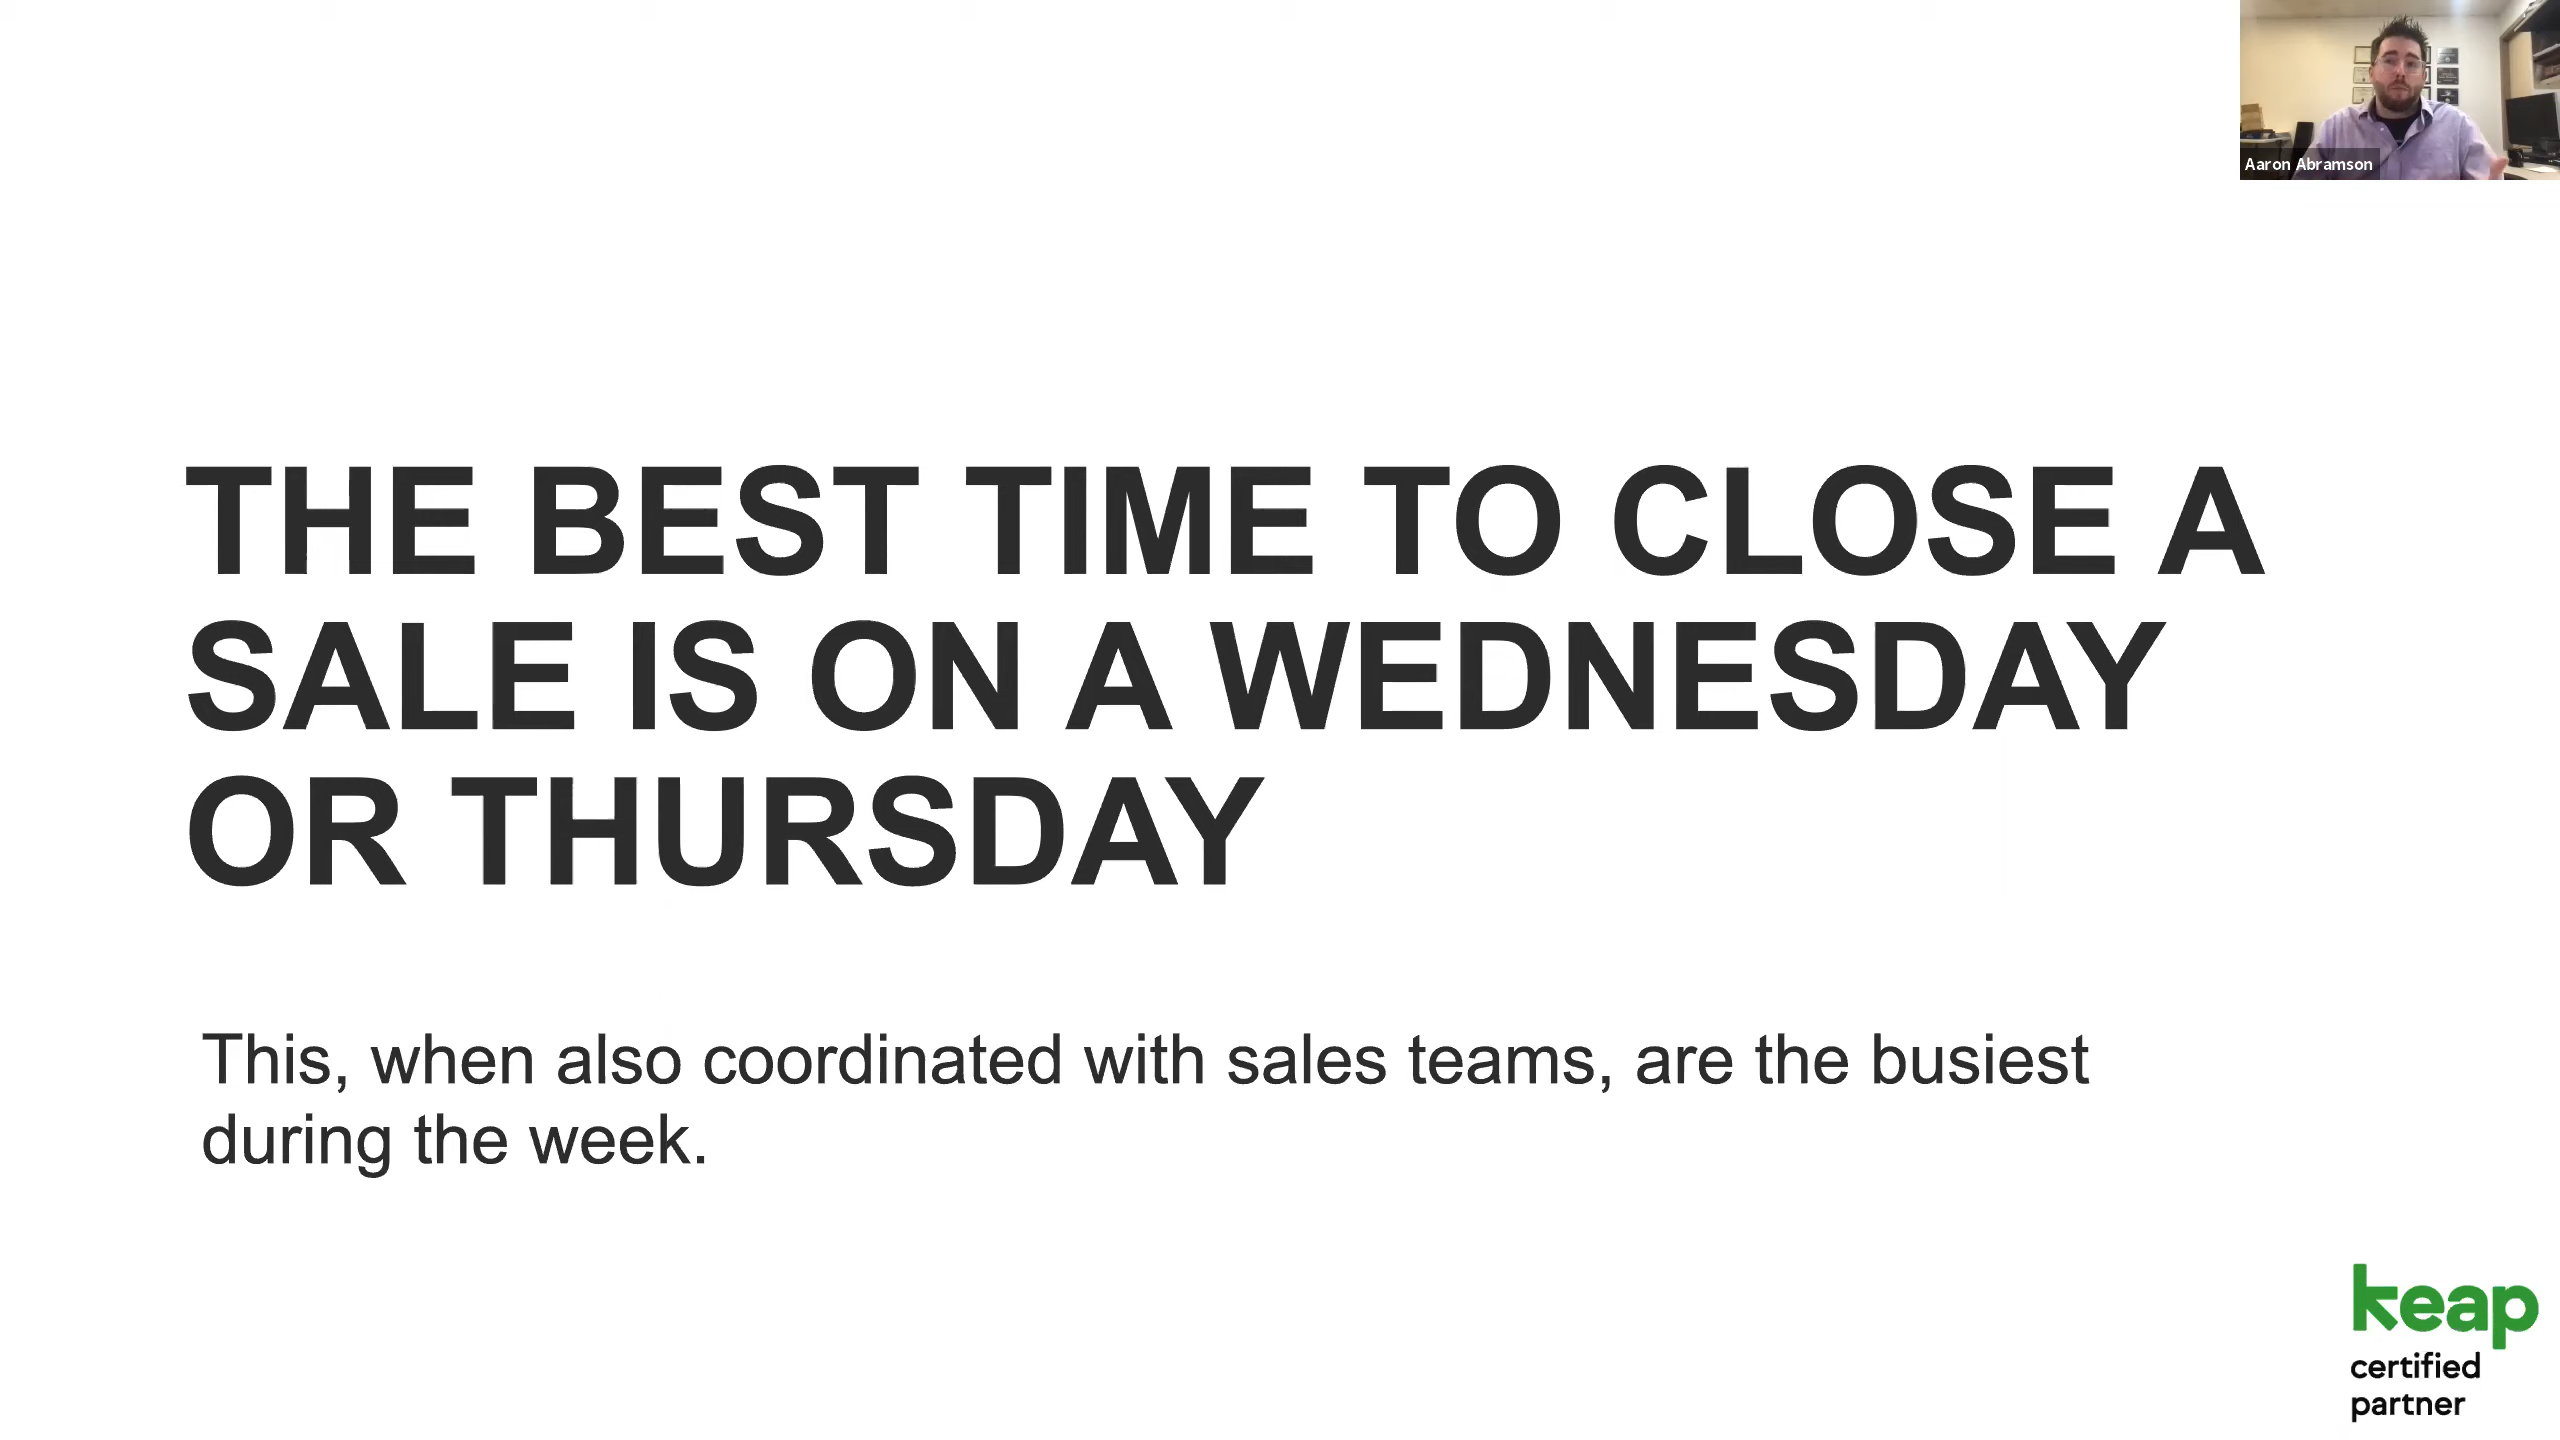 Aaron Abramson
THE BEST TIME TO CLOSE A
SALE IS ON A WEDNESDAY
OR THURSDAY
This, when also coordinated with sales teams, are the busiest
during the week.
keap
certified
partner